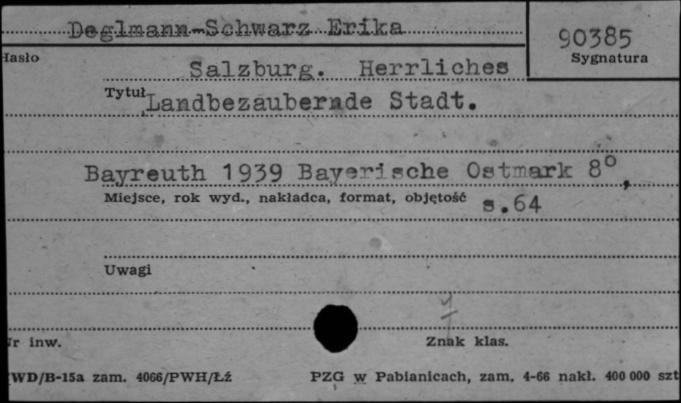 Deglmann-Schwarz Erika
90385
Hasło
Sygnatura
Salzburg. Herrliches
Tytuł Landbezaubernde Stadt.
Bayreuth 1939 Bayerische Ostmark 8°,
Miejsce, rok wyd., nakładca, format, objętość s.64
Uwagi
Nr inw.
Znak klas.
WD/B-15a zam. 4066/PWH/Łź
PZG w Pabianicach, zam. 4-66 nakł. 400 000 szt